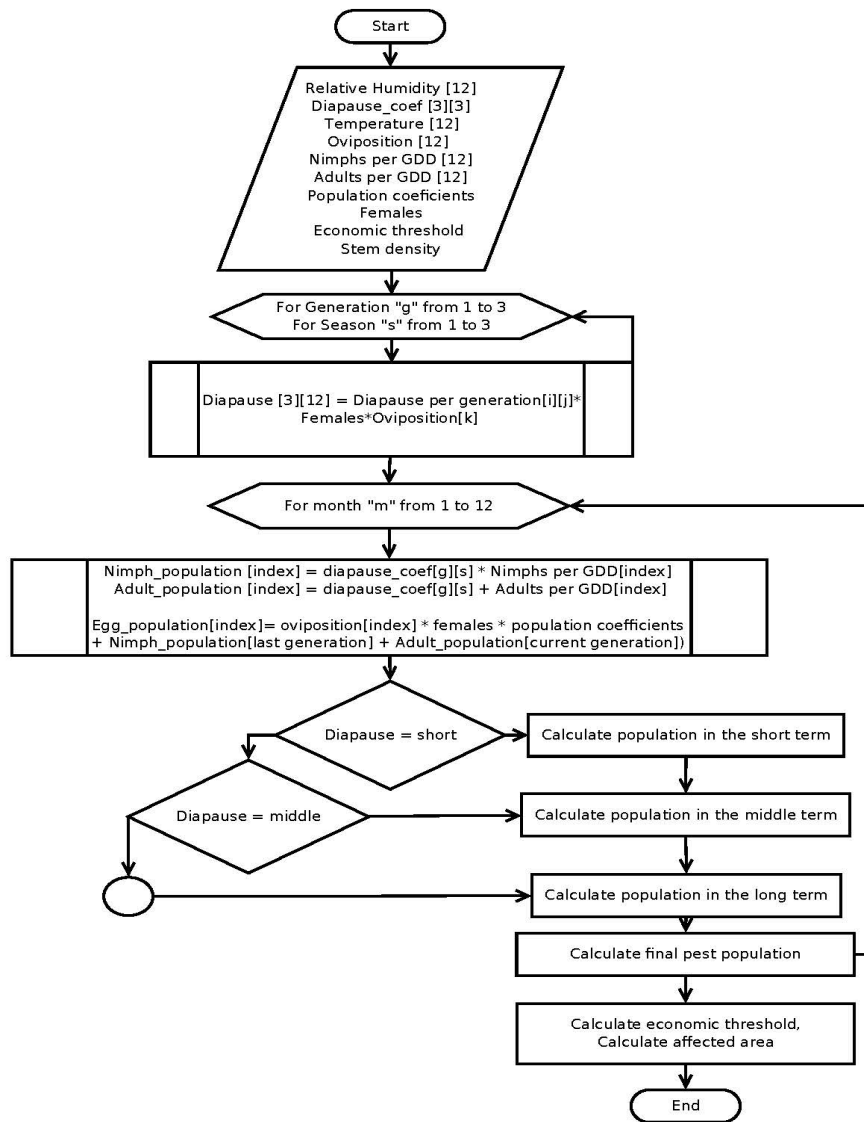 Start
Relative Humidity [12]
Diapause_coef [3][3]
Temperature [12]
Oviposition [12]
Nimphs per GDD [12]
Adults per GDD [12]
Population coeficients
Females
Economic threshold
Stem density
For Generation "g" from 1 to 3
For Season "s" from 1 to 3
Diapause [3][12] = Diapause per generation[i][j]*
Females*Oviposition[k]
For month "m" from 1 to 12
Nimph_population [index] = diapause_coef[g][s] * Nimphs per GDD[index]
Adult_population [index] = diapause_coef[g][s] + Adults per GDD[index]
Egg_population[index]= oviposition[index] * females * population coefficients
+ Nimph_population[last generation] + Adult_population[current generation])
Diapause = short
Calculate population in the short term
Diapause = middle
Calculate population in the middle term
Calculate population in the long term
Calculate final pest population
Calculate economic threshold,
Calculate affected area
End